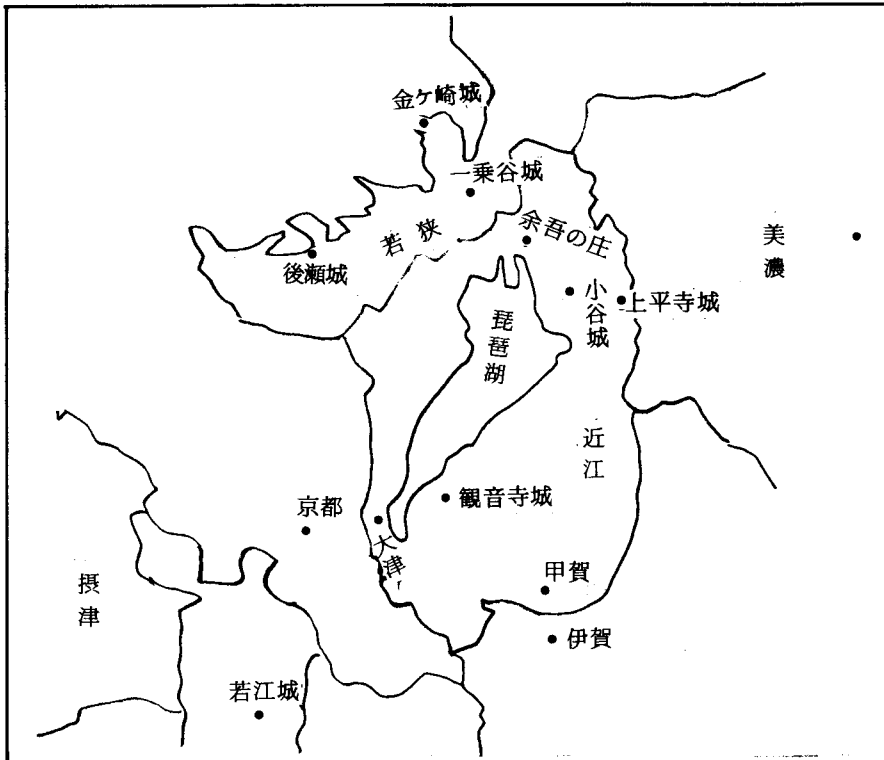 金ヶ崎城
一乗谷城
余吾の庄
若狭
美濃
後瀬城
小谷城
上平寺城
琵琶湖
近江
観音寺城
京都
大津
甲賀
摂津
伊賀
若江城